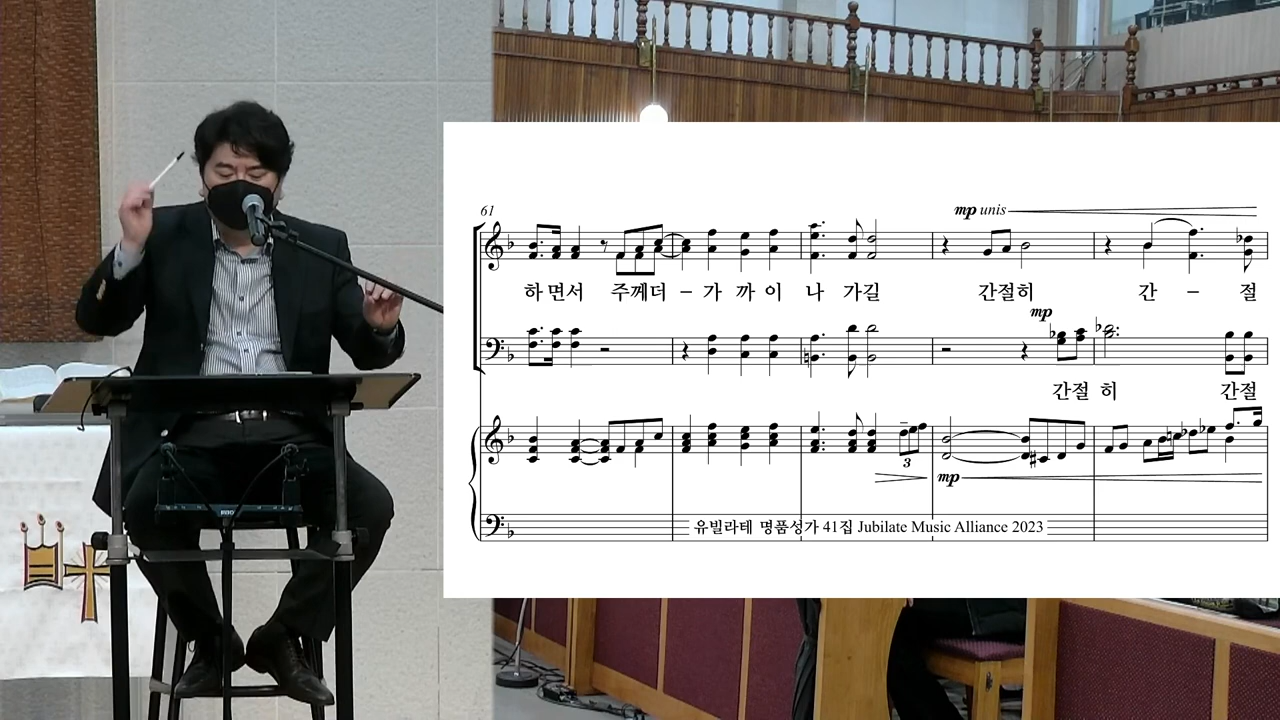 61
mp unis
하면서 주께더 – 가 까 이 나 가길 간절히 간 – 절
mp
간절 히 간절
3
mp
유빌라테 명품성가 41집 Jubilate Music Alliance 2023